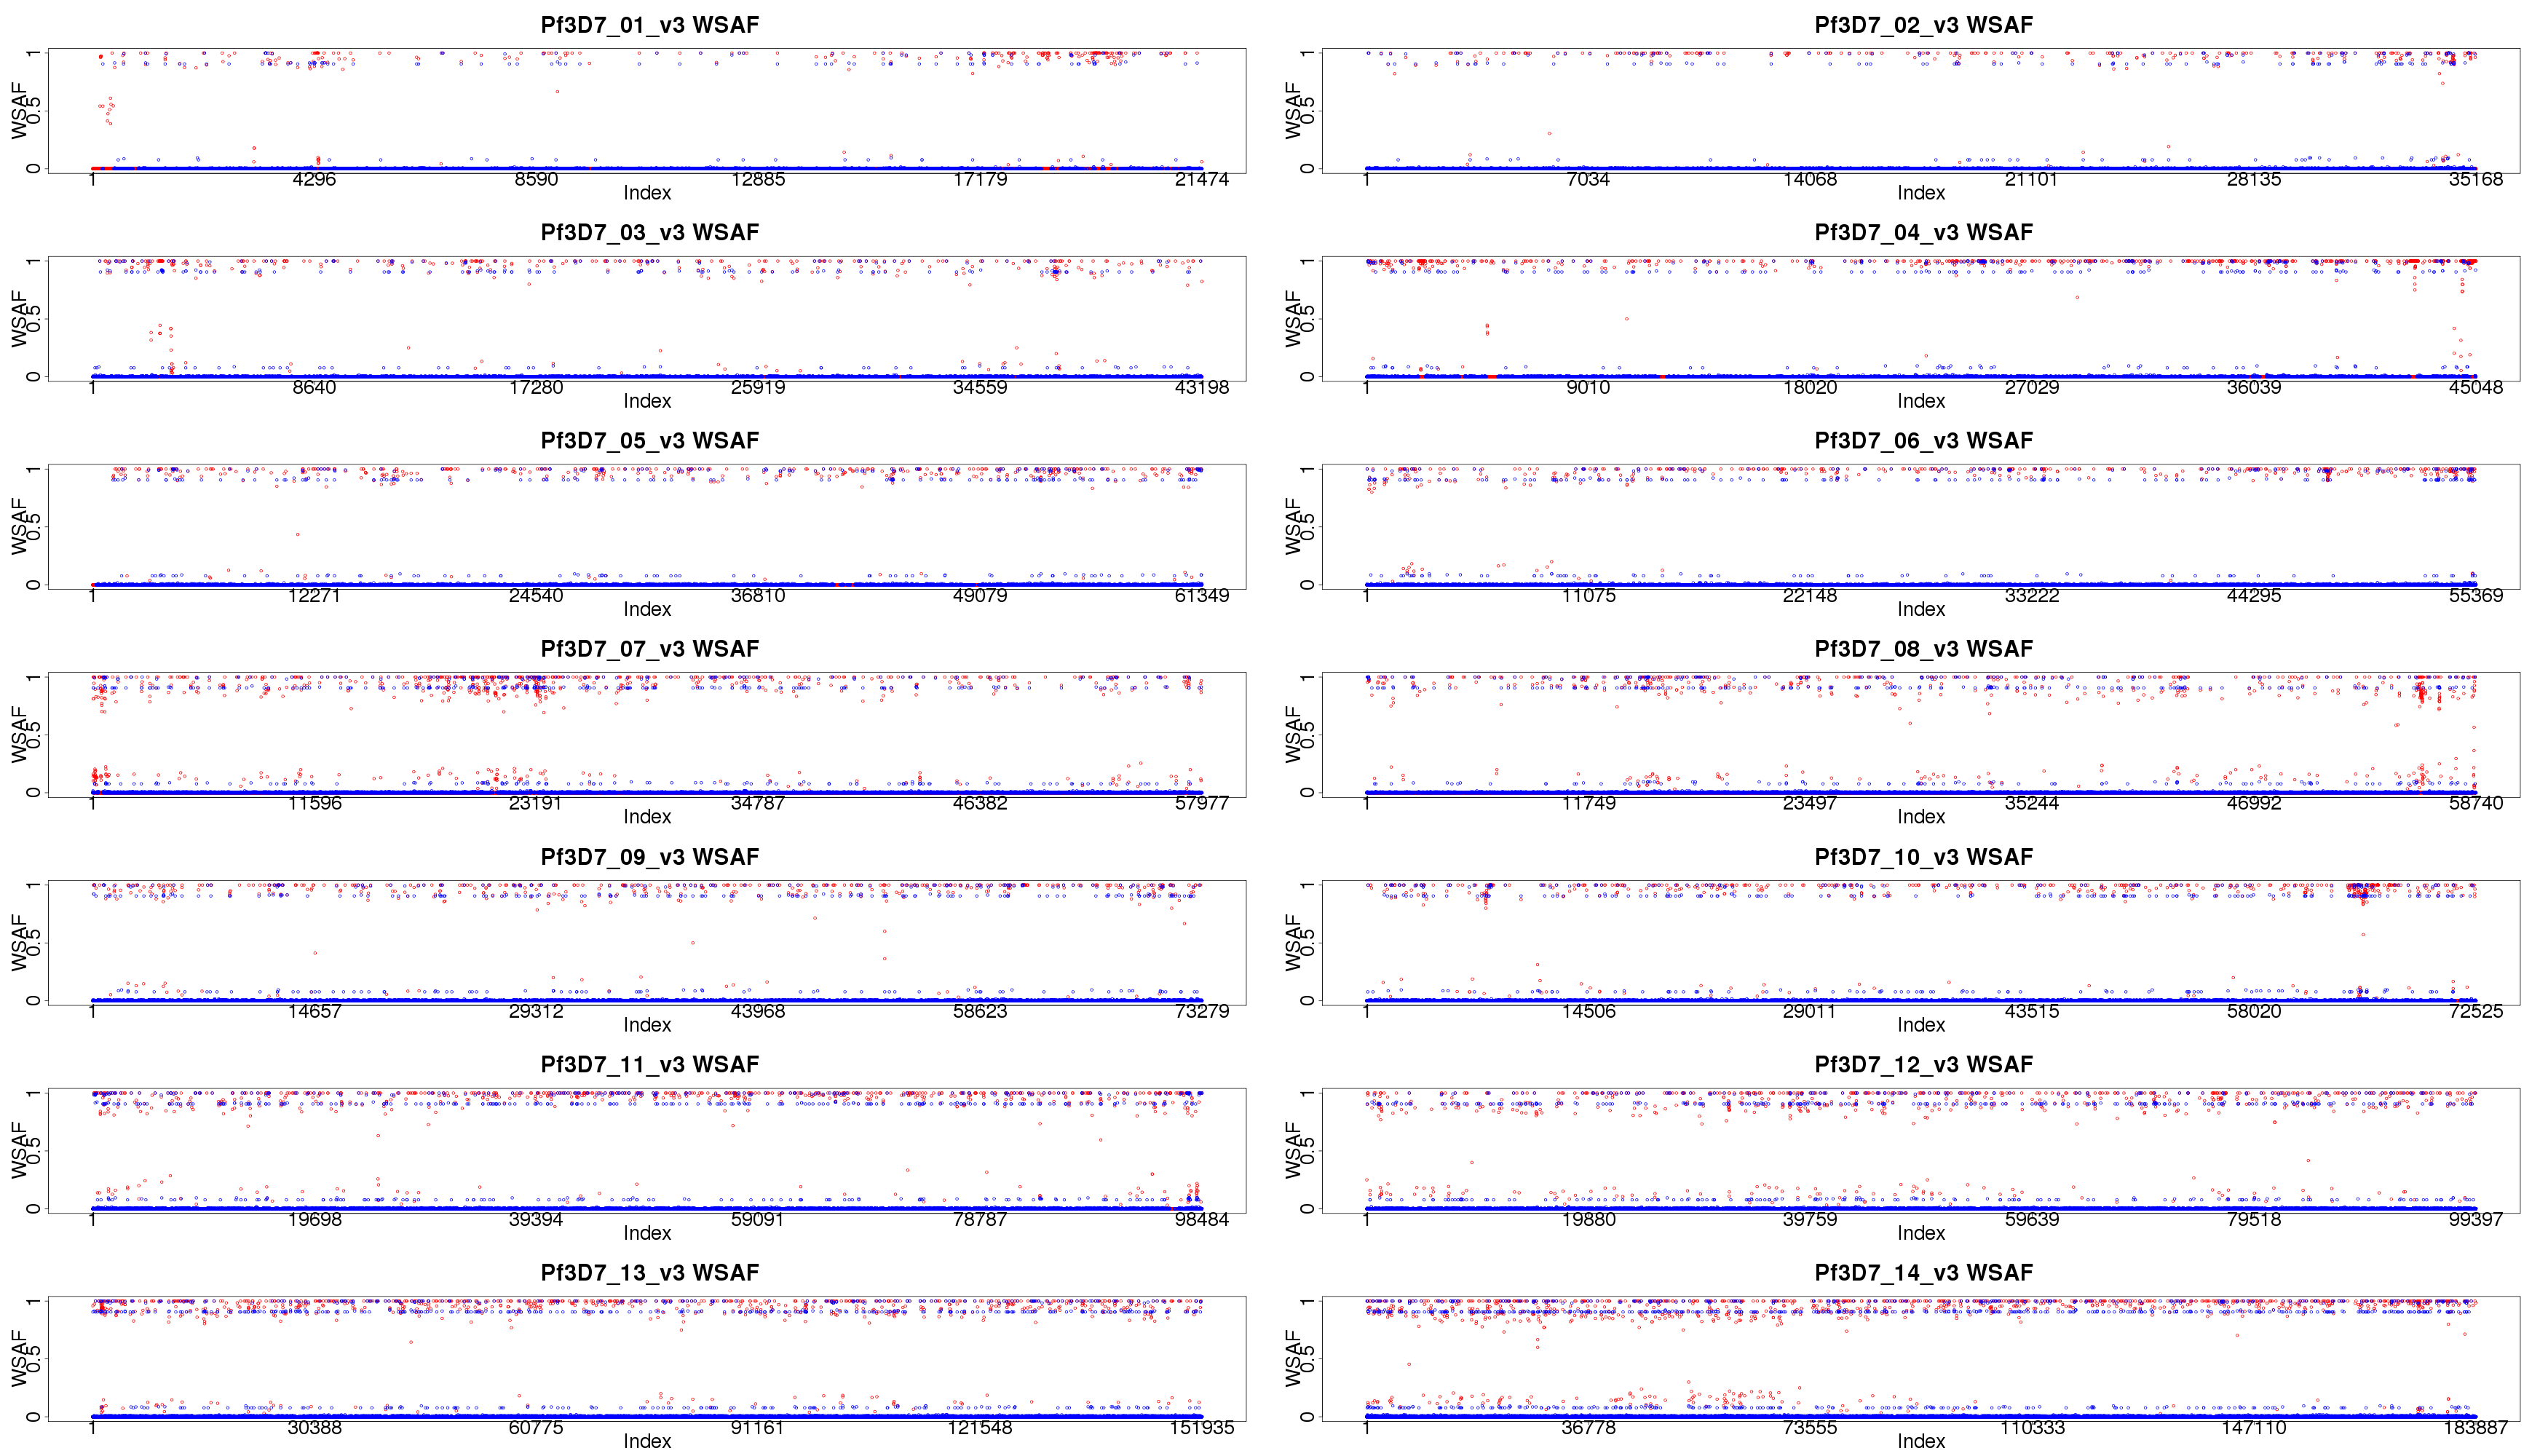 Pf3D7_01_v3 WSAF
WSAF
0 0.5 1
1 4296 8590 12885 17179 21474
Index
Pf3D7_02_v3 WSAF
WSAF
0 0.5 1
1 7034 14068 21101 28135 35168
Index
Pf3D7_03_v3 WSAF
WSAF
0 0.5 1
1 8640 17280 25919 34559 43198
Index
Pf3D7_04_v3 WSAF
WSAF
0 0.5 1
1 9010 18020 27029 36039 45048
Index
Pf3D7_05_v3 WSAF
WSAF
0 0.5 1
1 12271 24540 36810 49079 61349
Index
Pf3D7_06_v3 WSAF
WSAF
0 0.5 1
1 11075 22148 33222 44295 55369
Index
Pf3D7_07_v3 WSAF
WSAF
0 0.5 1
1 11596 23191 34787 46382 57977
Index
Pf3D7_08_v3 WSAF
WSAF
0 0.5 1
1 11749 23497 35244 46992 58740
Index
Pf3D7_09_v3 WSAF
WSAF
0 0.5 1
1 14657 29312 43968 58623 73279
Index
Pf3D7_10_v3 WSAF
WSAF
0 0.5 1
1 14506 29011 43515 58020 72525
Index
Pf3D7_11_v3 WSAF
WSAF
0 0.5 1
1 19698 39394 59091 78787 98484
Index
Pf3D7_12_v3 WSAF
WSAF
0 0.5 1
1 19880 39759 59639 79518 99397
Index
Pf3D7_13_v3 WSAF
WSAF
0 0.5 1
1 30388 60775 91161 121548 151935
Index
Pf3D7_14_v3 WSAF
WSAF
0 0.5 1
1 36778 73555 110333 147110 183887
Index